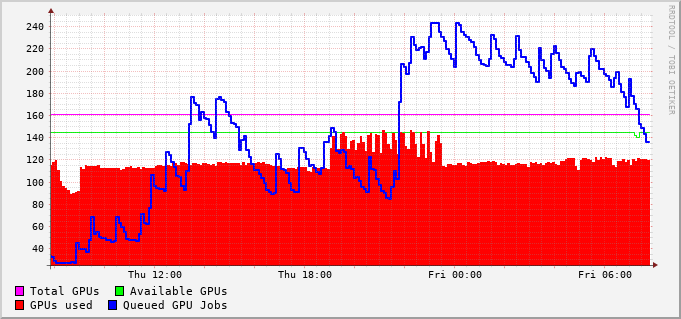 RRDTOOL / TOBI OETIKER
240
220
200
180
160
140
120
100
80
60
40
Thu 12:00 Thu 18:00 Fri 00:00 Fri 06:00
Total GPUs Available GPUs
GPUs used Queued GPU Jobs